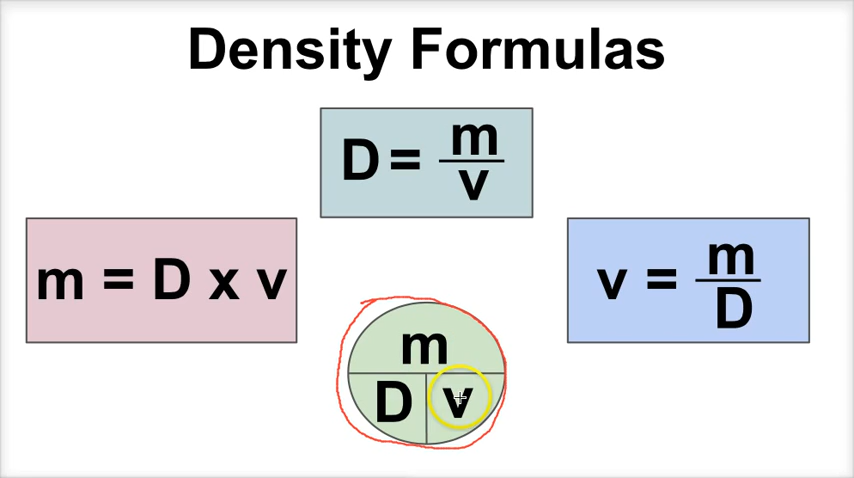 Density Formulas
D = m/v
m = D x v
v = m/D
m
D v